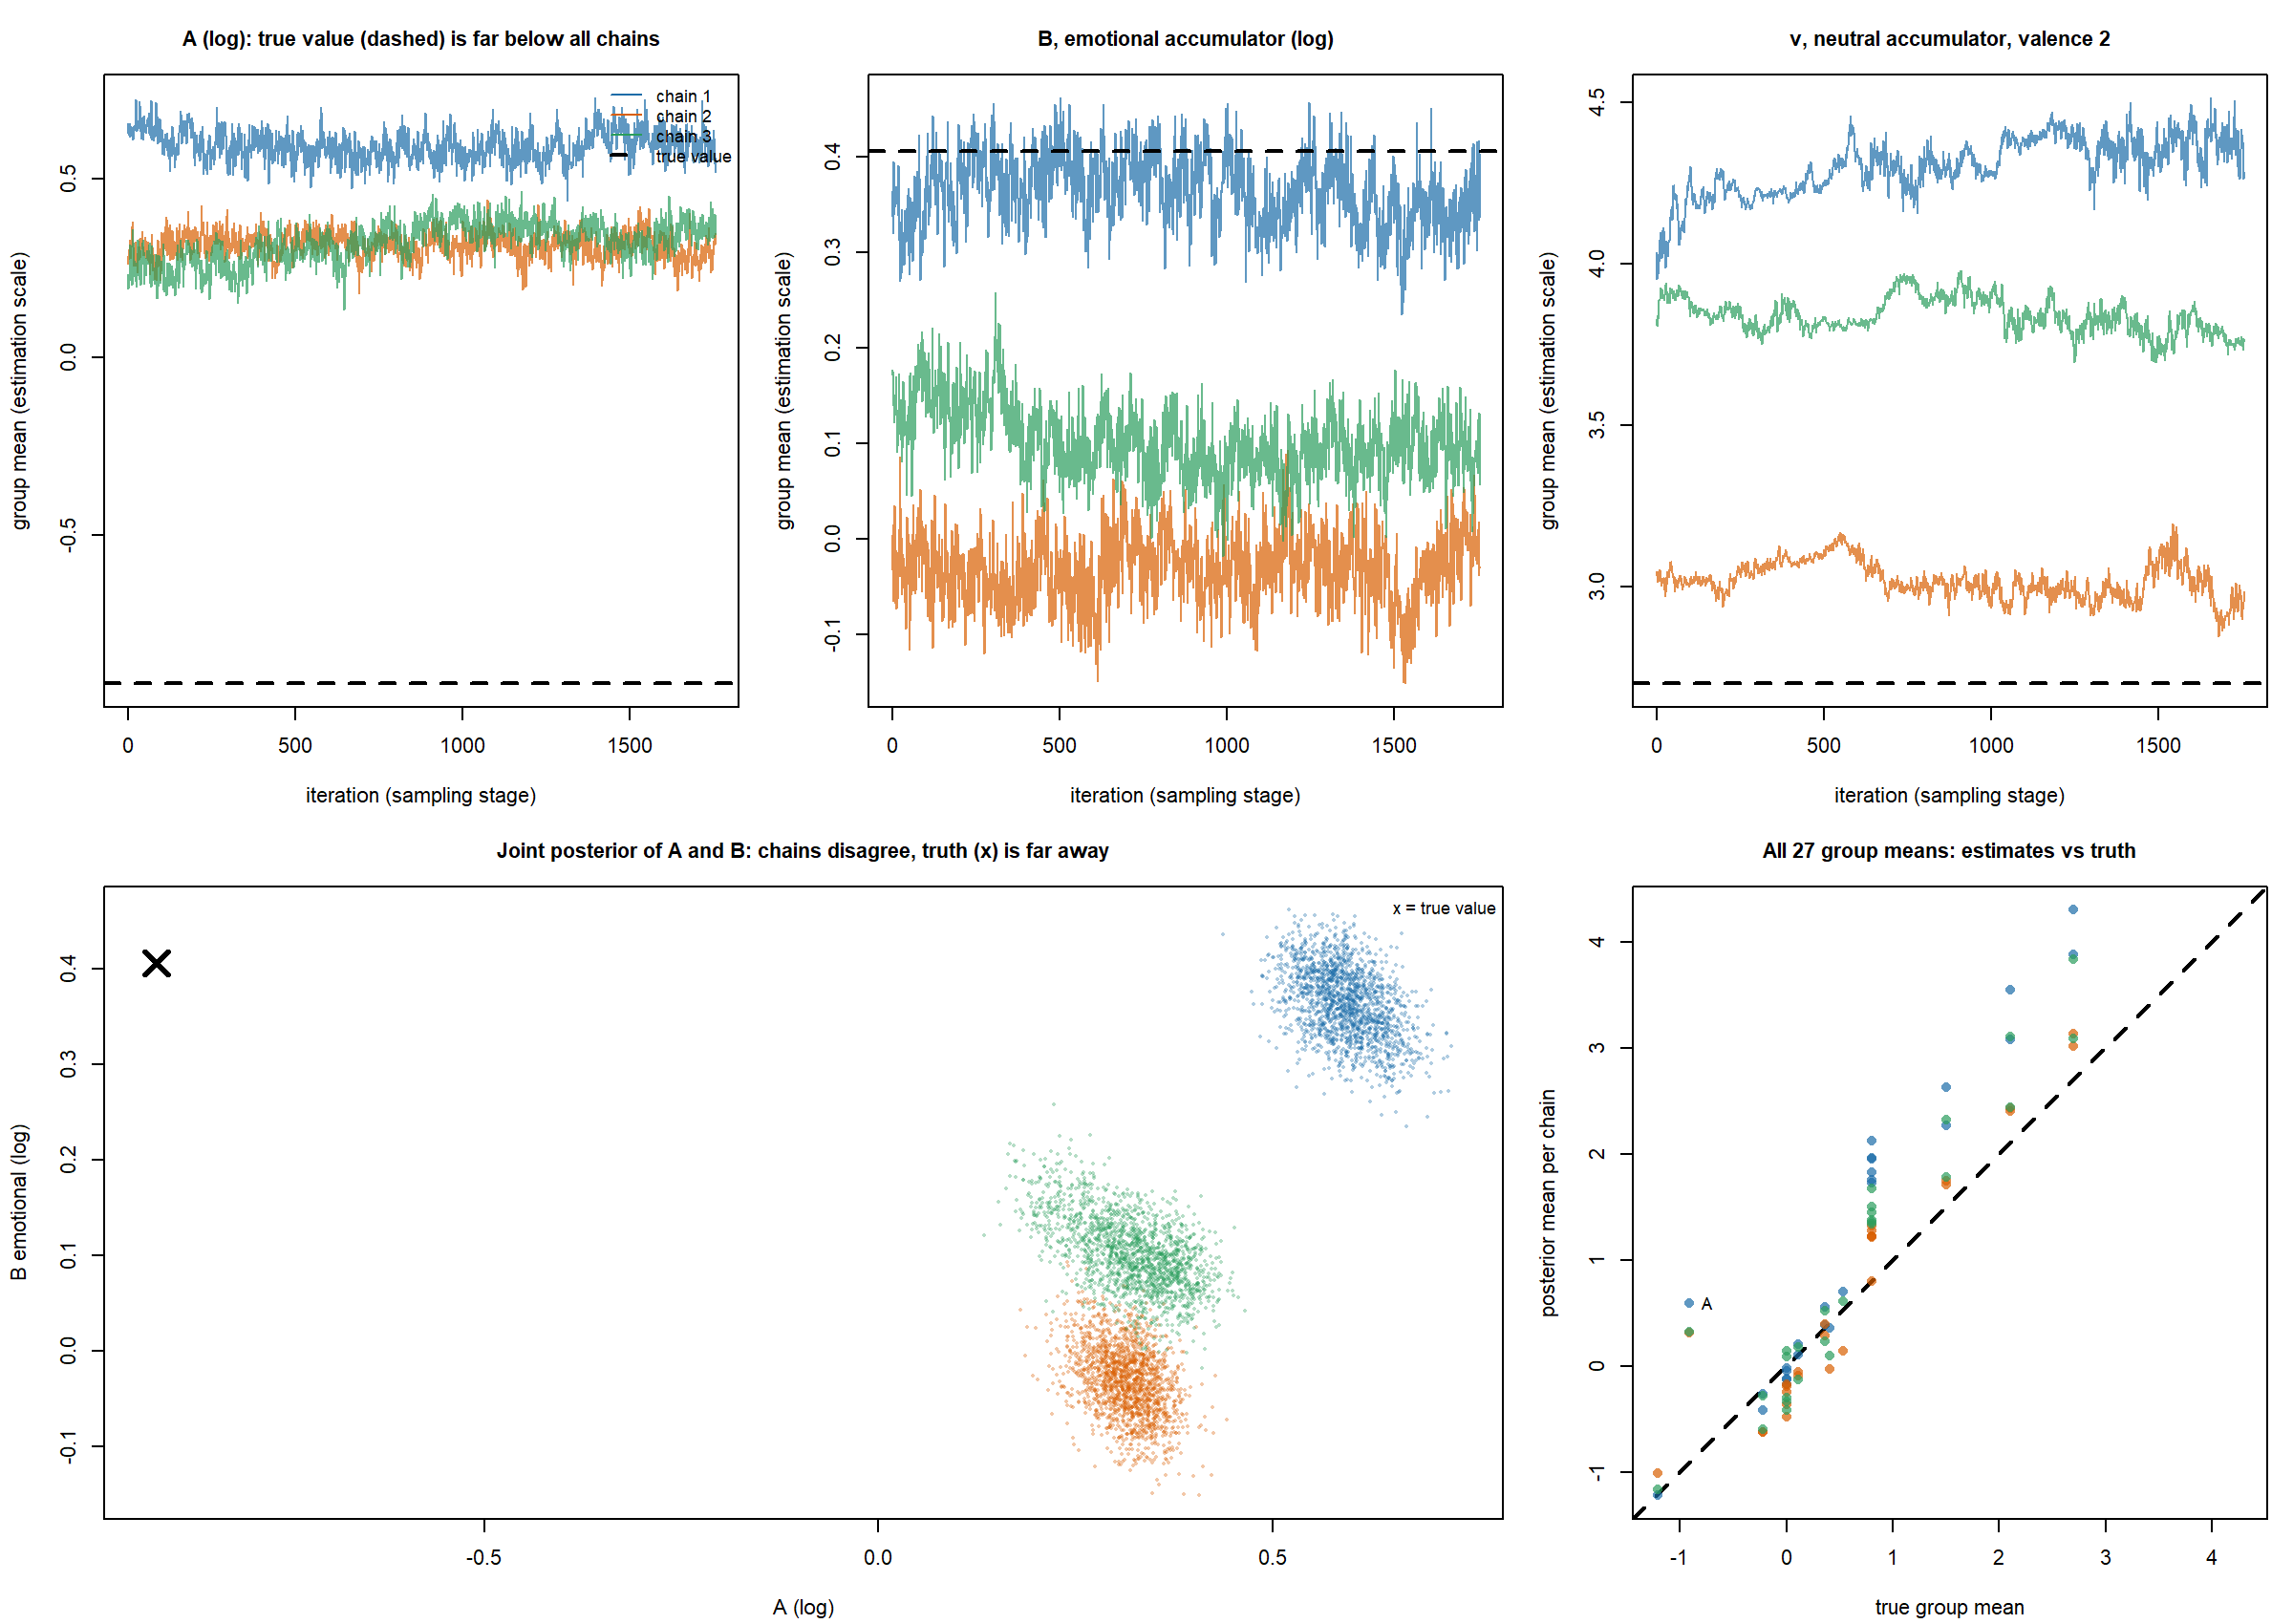 A (log): true value (dashed) is far below all chains
group mean (estimation scale)
0.5
0.0
-0.5
chain 1
chain 2
chain 3
true value
0
500
1000
1500
iteration (sampling stage)
B, emotional accumulator (log)
group mean (estimation scale)
0.4
0.3
0.2
0.1
0.0
-0.1
0
500
1000
1500
iteration (sampling stage)
v, neutral accumulator, valence 2
group mean (estimation scale)
4.5
4.0
3.5
3.0
0
500
1000
1500
iteration (sampling stage)
Joint posterior of A and B: chains disagree, truth (x) is far away
B emotional (log)
0.4
0.3
0.2
0.1
0.0
-0.1
x = true value
-0.5
0.0
0.5
A (log)
All 27 group means: estimates vs truth
posterior mean per chain
4
3
2
1
0
-1
A
-1
0
1
2
3
4
true group mean